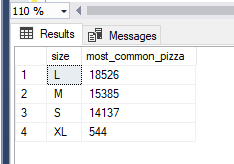 110 %
Results Messages
size most_common_pizza
1 L 18526
2 M 15385
3 S 14137
4 XL 544